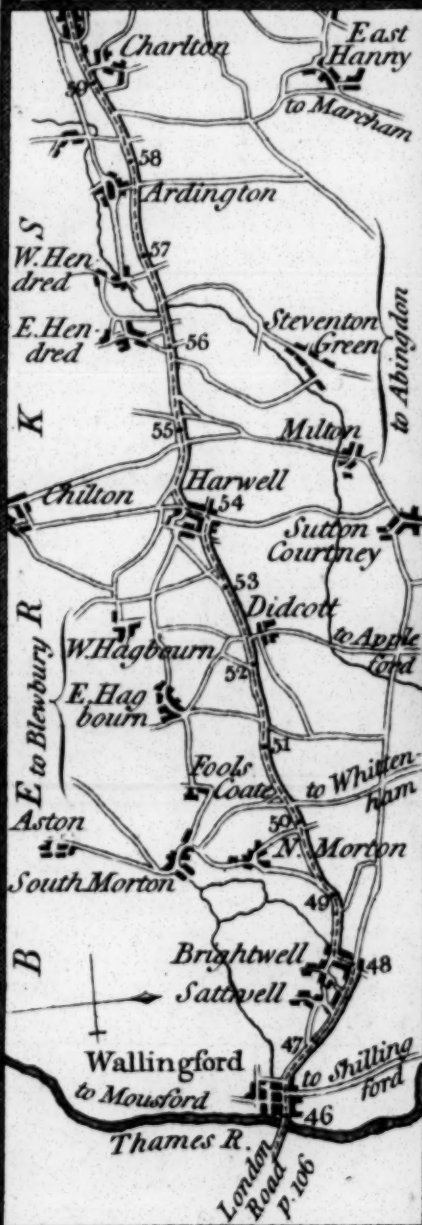 Charlton
East
Hanny
59
to Marcham
58
Ardington
S
57
W. Hen-
dred
Steventon
Green
E. Hen-
dred
56
to Abingdon
K
55
Milton
Harwell
Chilton
54
Sutton
Courtney
53
R
Didcott
W. Hagbourn
to Apple
ford
52
E. Hag
bourn
to Blewbury
51
E
Fools
Coate
to Whitten-
ham
Aston
50
N. Morton
South Morton
49
Brightwell
48
B
Sattwell
47
Wallingford
to Shilling
ford
to Mousford
46
Thames R.
London
Road
p. 106